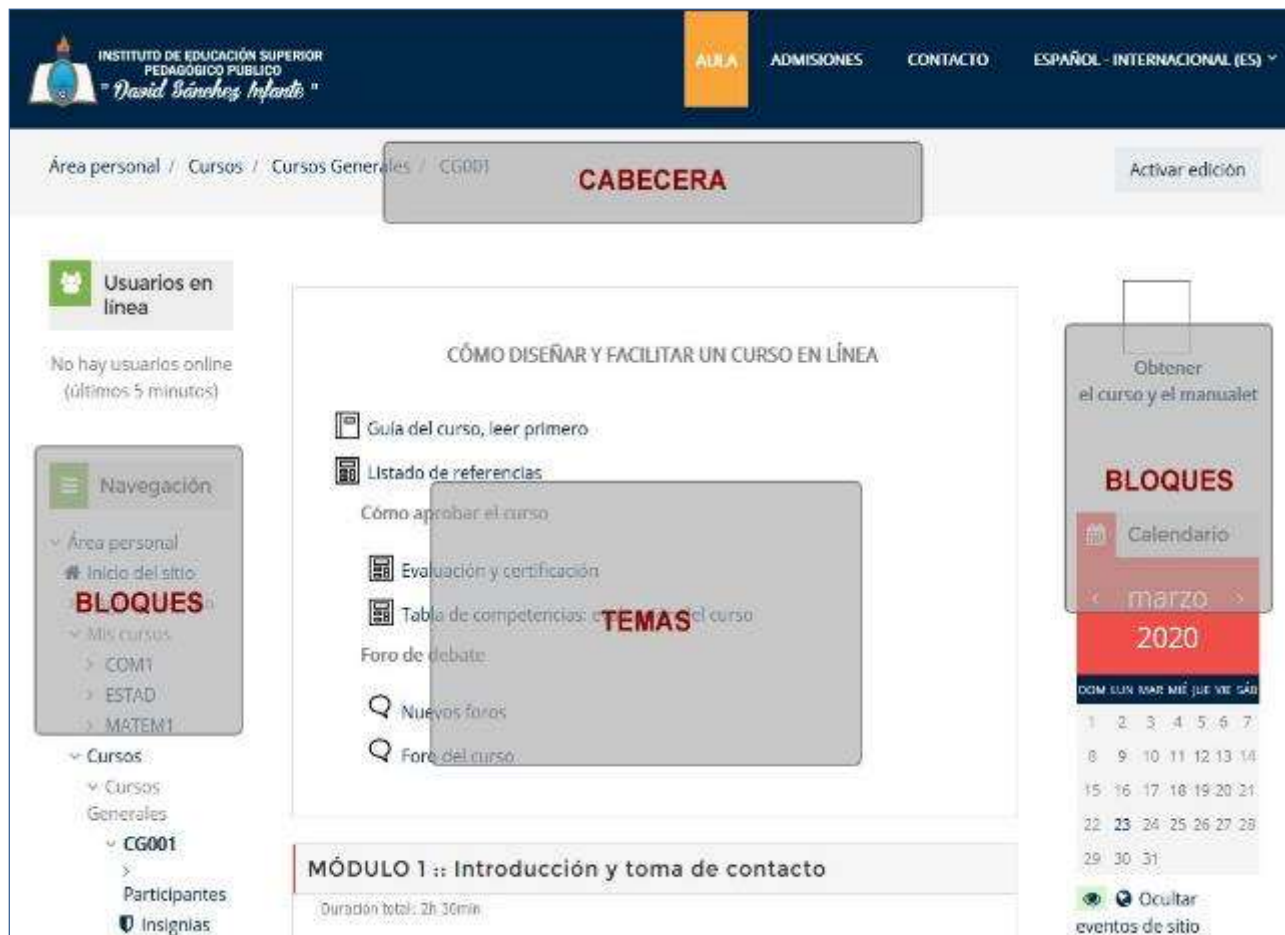 INSTITUTO DE EDUCACIÓN SUPERIOR
PEDAGÓGICO PÚBLICO
" David Sánchez Infante "
AULA ADMISIONES CONTACTO ESPAÑOL - INTERNACIONAL (ES)
Área personal / Cursos / Cursos Generales / CG001
CABECERA
Activar edición
Usuarios en
línea
No hay usuarios online
(últimos 5 minutos)
Navegación
Área personal
Inicio del sitio
BLOQUES
Mis cursos
COM1
ESTAD
MATEM1
Cursos
Cursos
Generales
CG001
Participantes
Insignias
CÓMO DISEÑAR Y FACILITAR UN CURSO EN LÍNEA
Guía del curso, leer primero
Listado de referencias
Cómo aprobar el curso
Evaluación y certificación
Tabla de competencias: del curso
TEMAS
Foro de debate
Nuevos foros
Foro del curso
MÓDULO 1 :: Introducción y toma de contacto
Duración total: 2h 30min
Obtener
el curso y el manualet
BLOQUES
Calendario
marzo
2020
DOM LUN MAR MIÉ JUE VIE SÁB
1 2 3 4 5 6 7
8 9 10 11 12 13 14
15 16 17 18 19 20 21
22 23 24 25 26 27 28
29 30 31
Ocultar
eventos de sitio